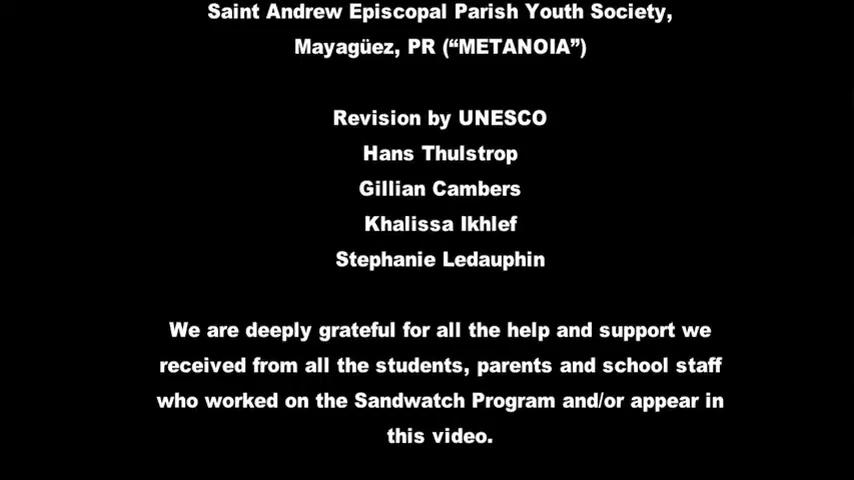 Saint Andrew Episcopal Parish Youth Society,
Mayagüez, PR (“METANOIA”)
Revision by UNESCO
Hans Thulstrop
Gillian Cambers
Khalissa Ikhlef
Stephanie Ledauphin
We are deeply grateful for all the help and support we
received from all the students, parents and school staff
who worked on the Sandwatch Program and/or appear in
this video.